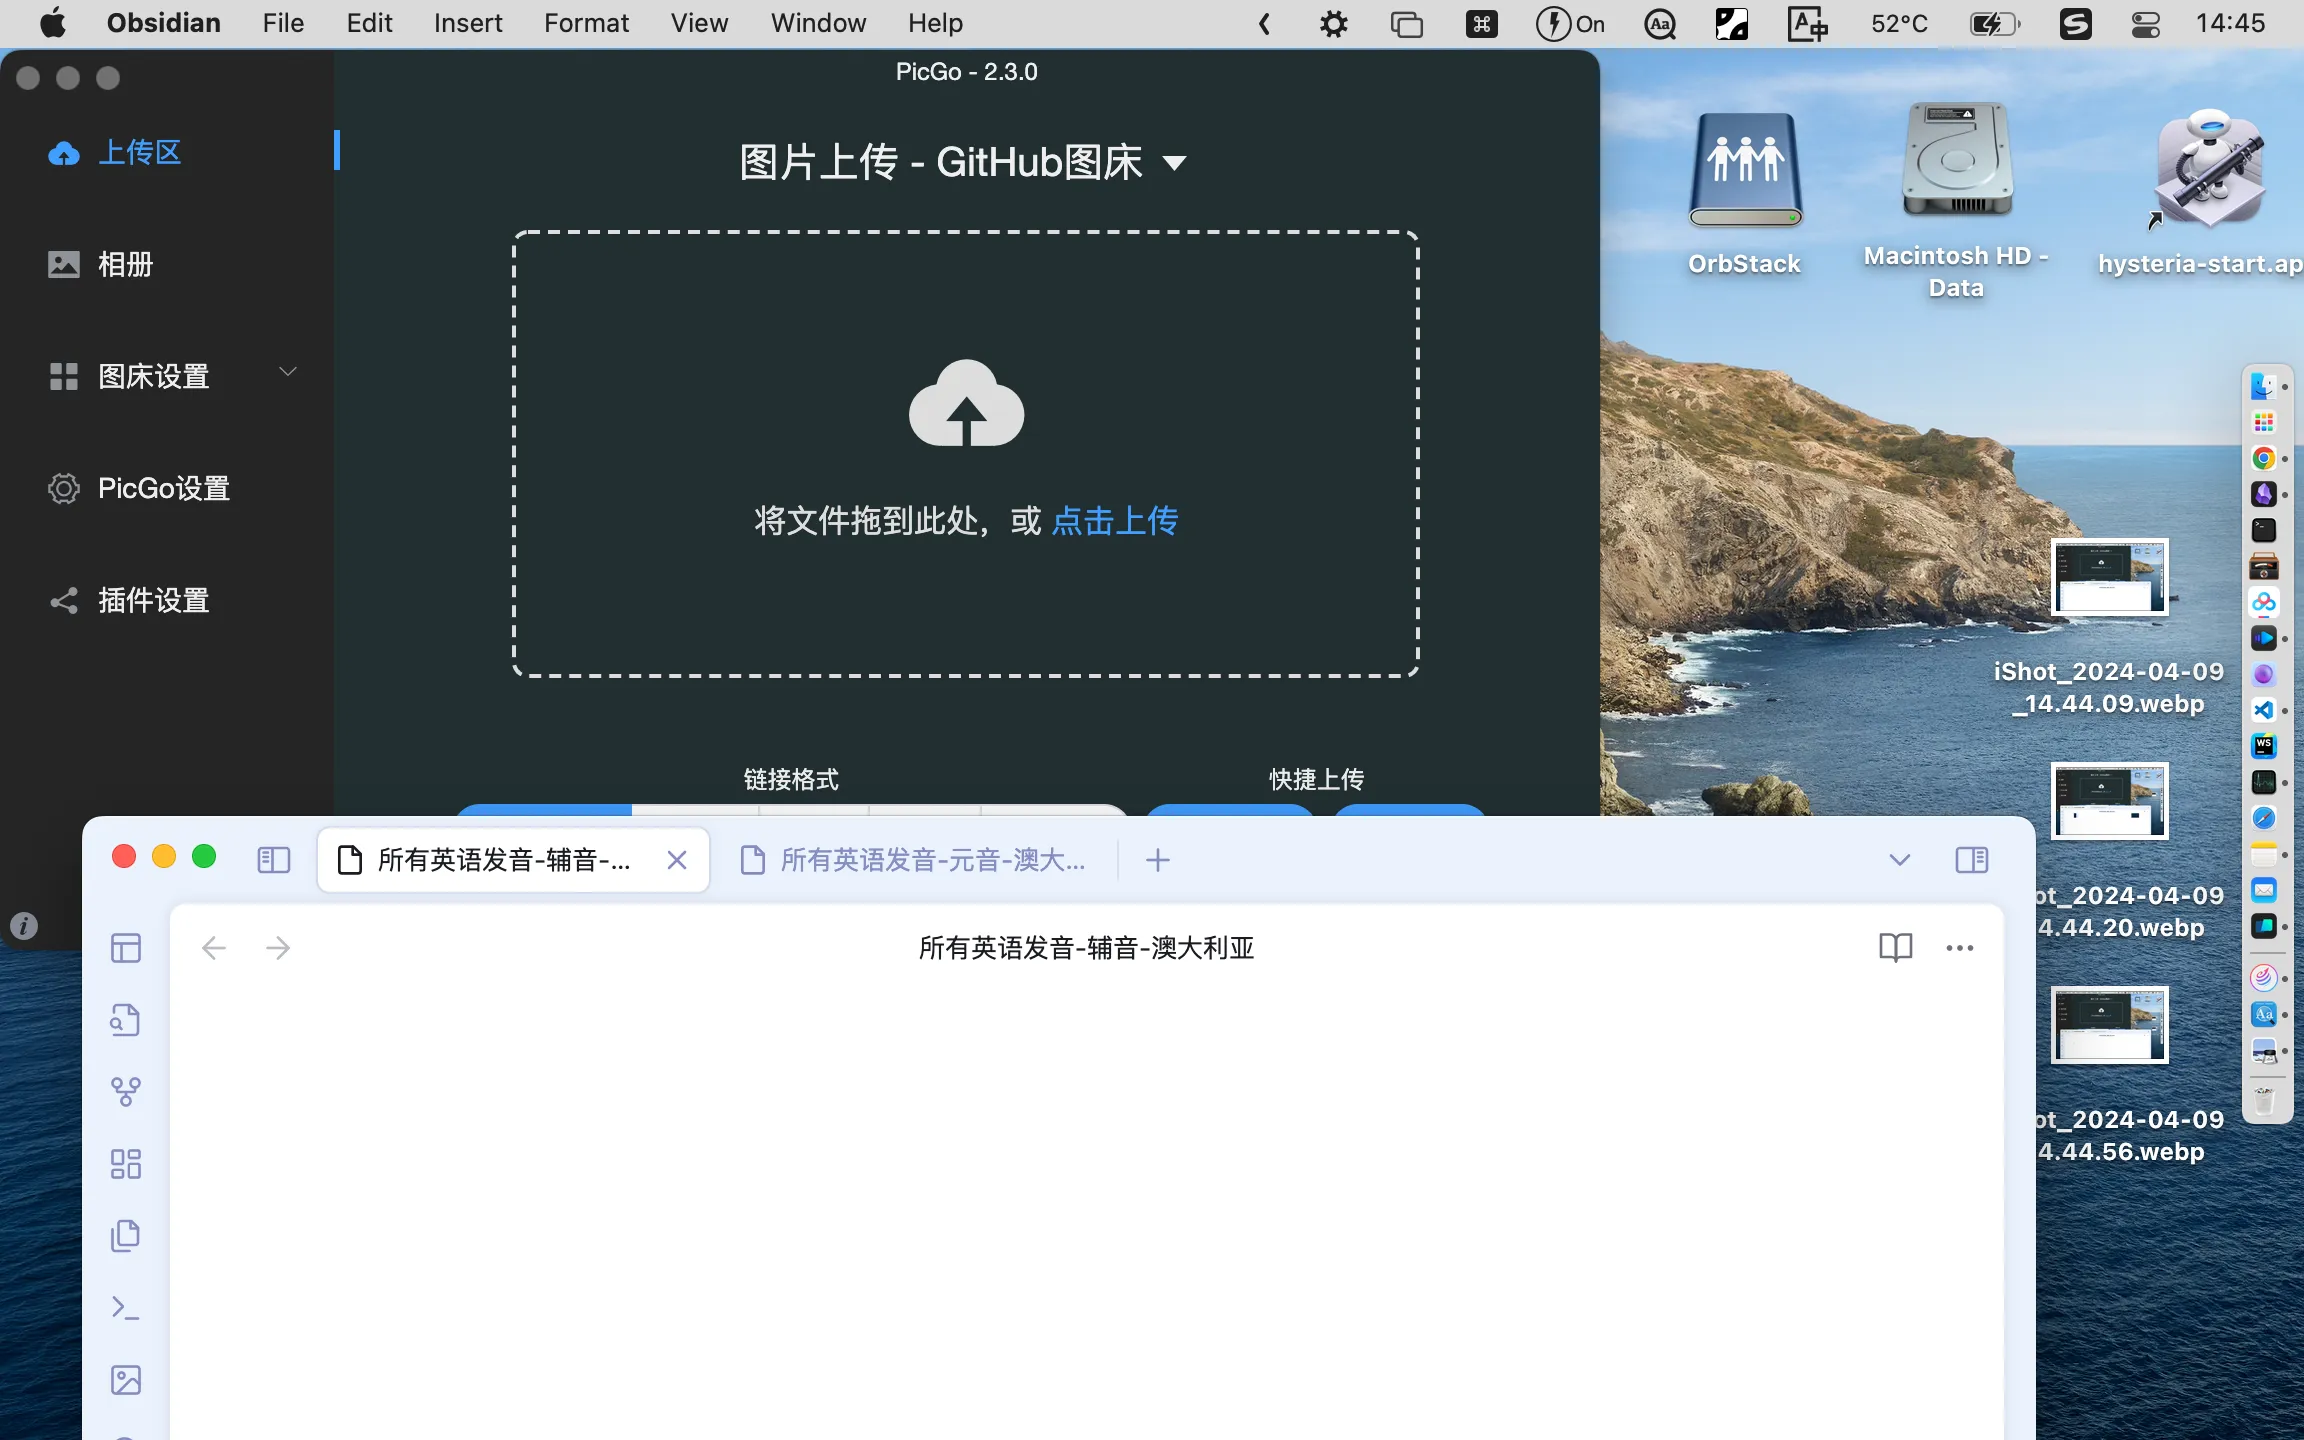 Obsidian File Edit Insert Format View Window Help On 52°C 14:45
PicGo - 2.3.0
上传区
相册
图床设置
PicGo设置
插件设置
图片上传 - GitHub图床
将文件拖到此处，或 点击上传
链接格式
快捷上传
OrbStack
Macintosh HD -
Data
hysteria-start.ap
iShot_2024-04-09
_14.44.09.webp
ot_2024-04-09
4.44.20.webp
ot_2024-04-09
4.44.56.webp
所有英语发音-辅音-...
所有英语发音-元音-澳大...
所有英语发音-辅音-澳大利亚